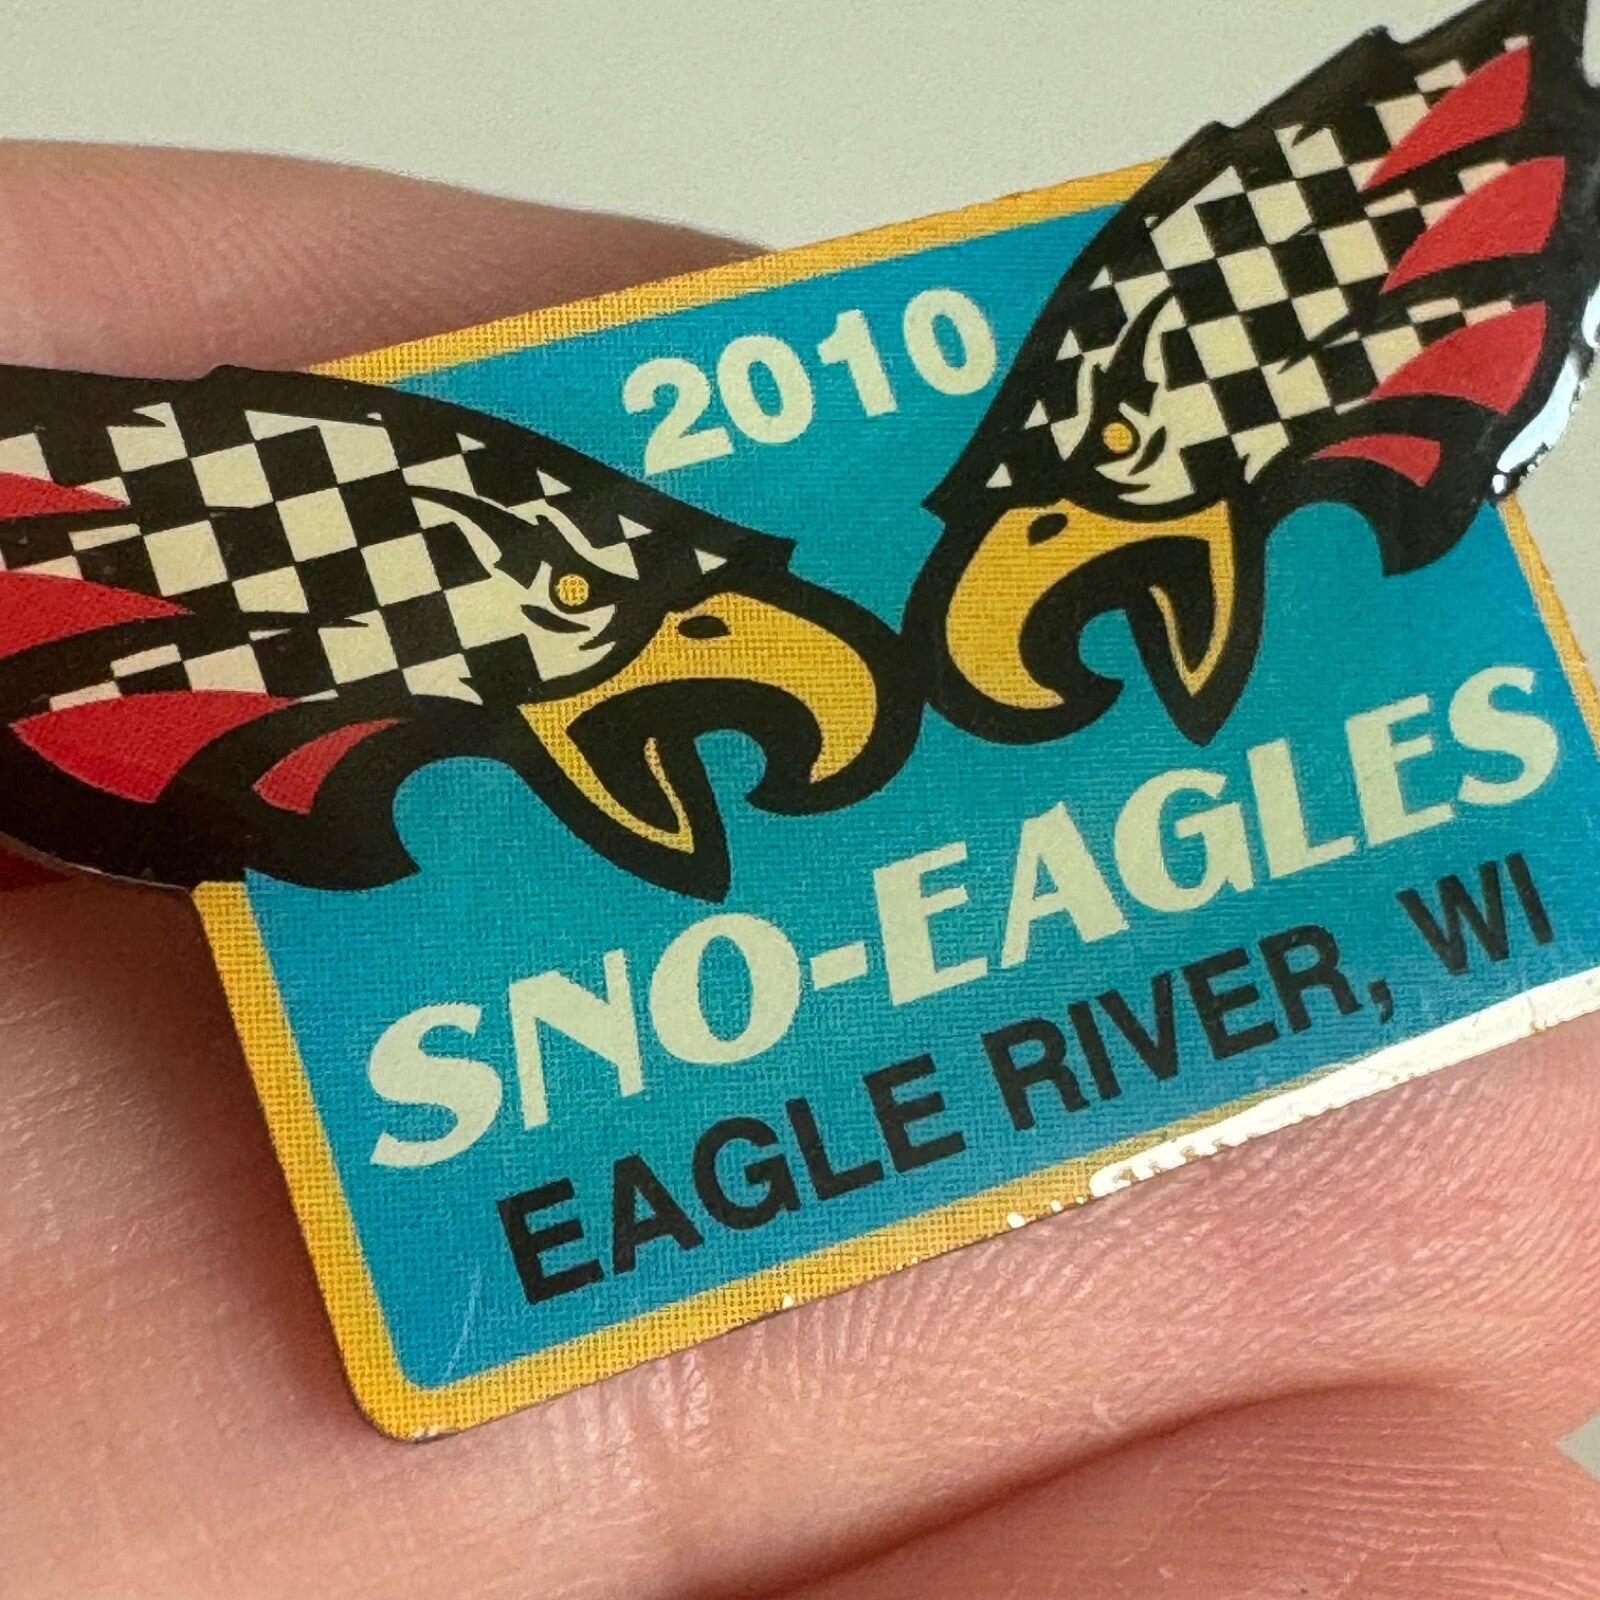 2010
SNO-EAGLES
EAGLE RIVER, WI